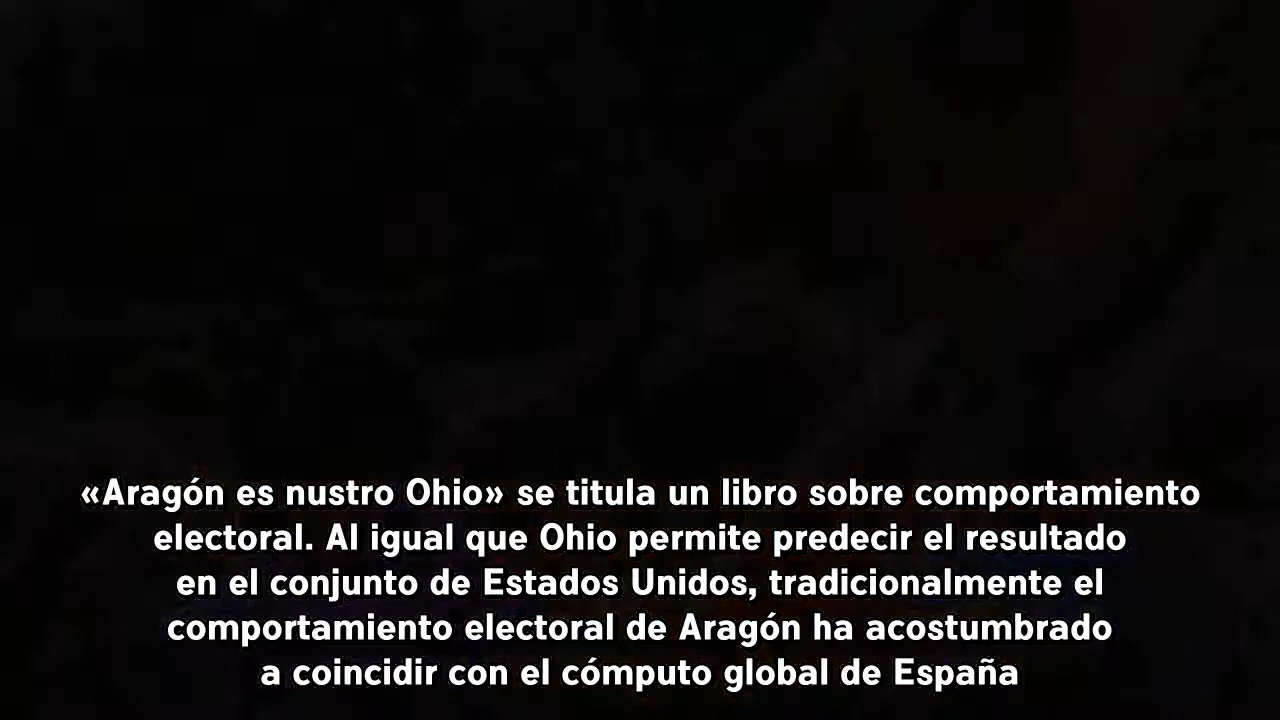 «Aragón es nustro Ohio» se titula un libro sobre comportamiento
electoral. Al igual que Ohio permite predecir el resultado
en el conjunto de Estados Unidos, tradicionalmente el
comportamiento electoral de Aragón ha acostumbrado
a coincidir con el cómputo global de España